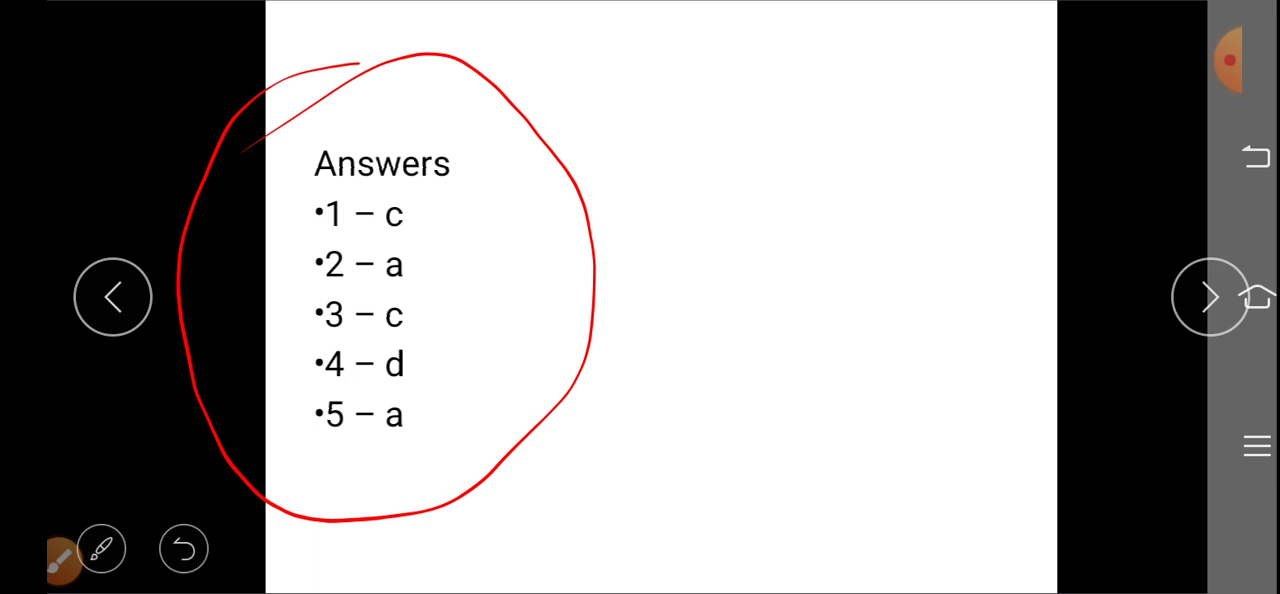 Answers
•1 – c
•2 – a
•3 – c
•4 – d
•5 – a